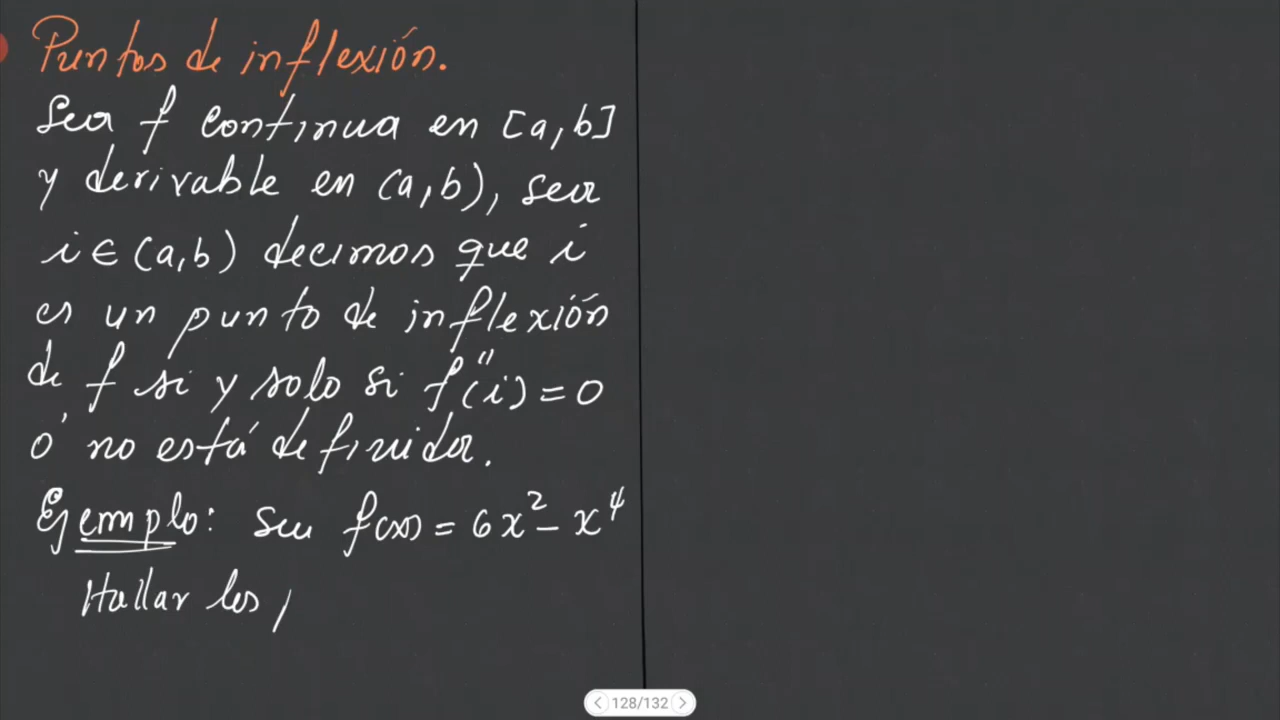 Puntos de inflexión.
Sea f continua en [a,b]
y derivable en (a,b), sea
i ∈ (a,b) decimos que i
es un punto de inflexión
de f si y solo si f''(i) = 0
ó no está definida.
Ejemplo: Sea f(x) = 6x² - x⁴
Hallar los p
128/132